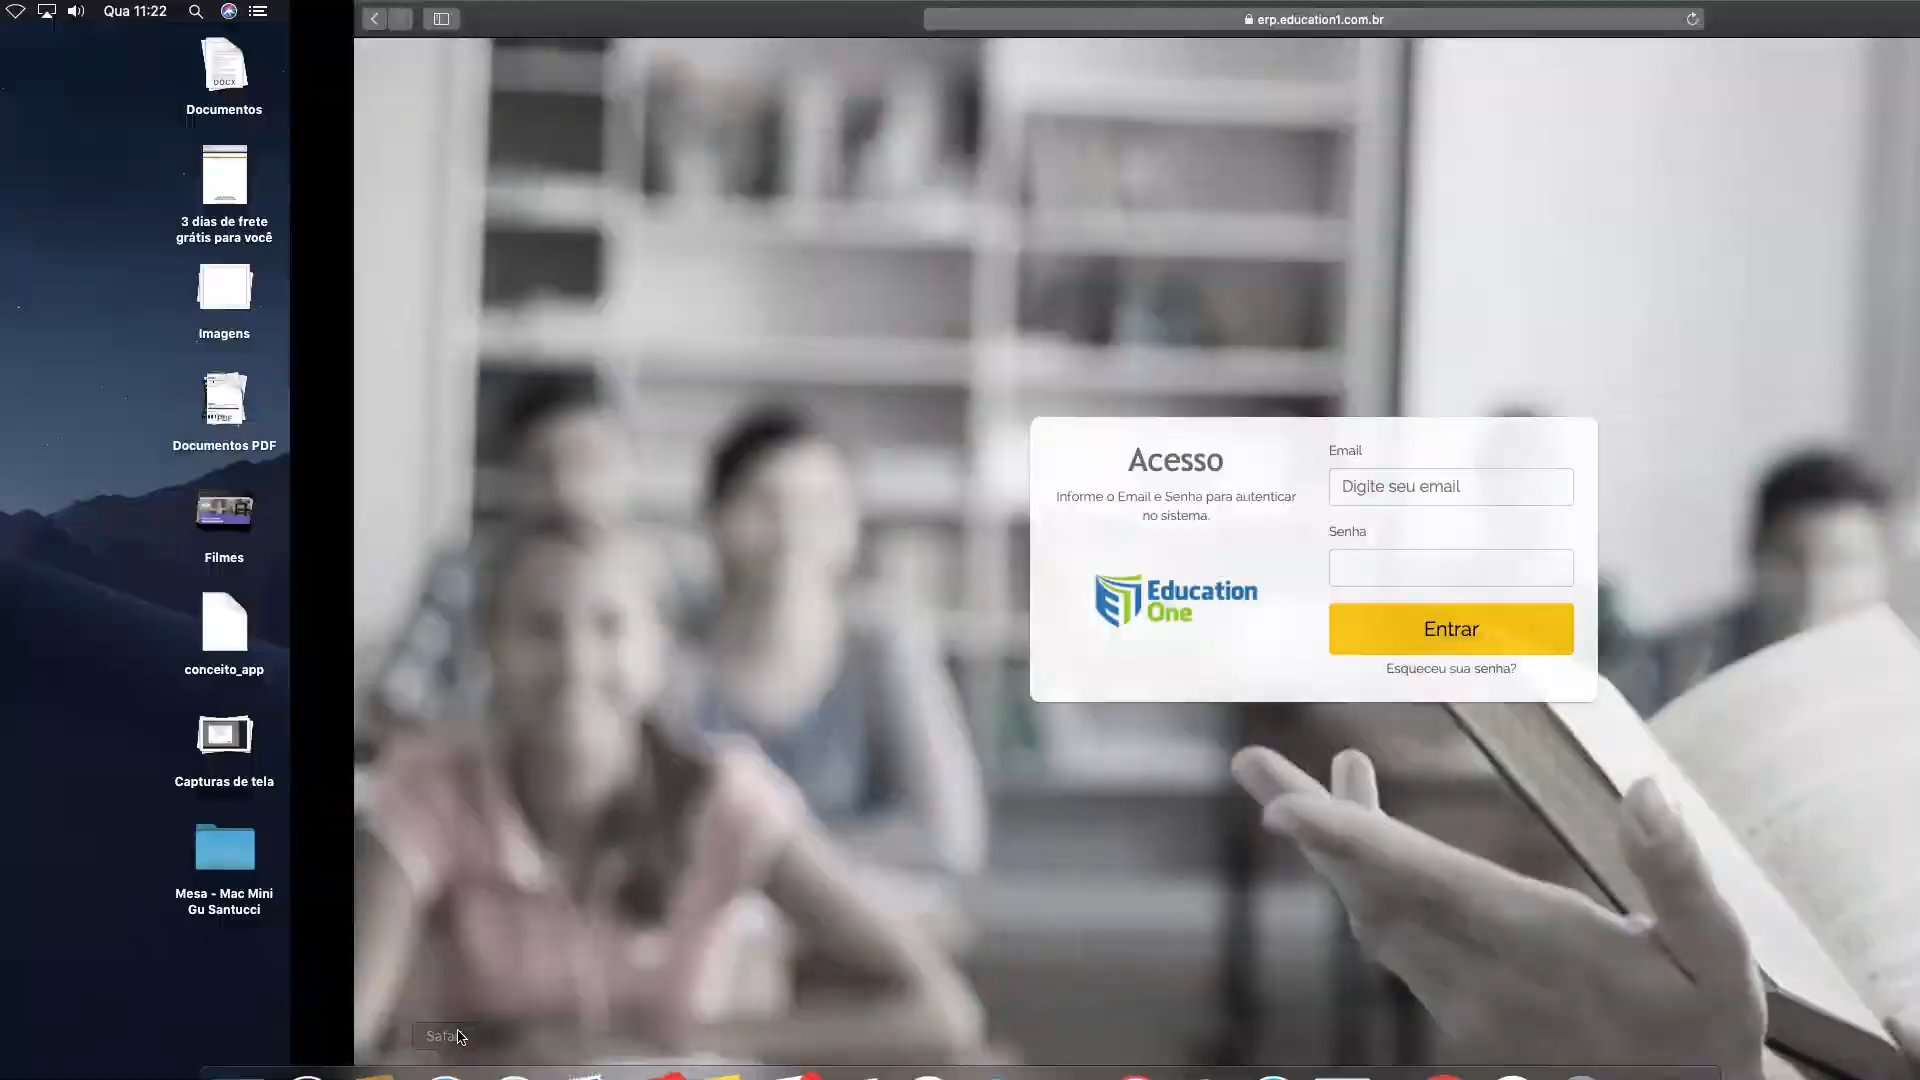 Qua 11:22
erp.education1.com.br
DOCX
Documentos
3 dias de frete
grátis para você
Imagens
PDF
Documentos PDF
Filmes
conceito_app
Capturas de tela
Mesa - Mac Mini
Gu Santucci
Acesso
Informe o Email e Senha para autenticar
no sistema.
Education
One
Email
Digite seu email
Senha
Entrar
Esqueceu sua senha?